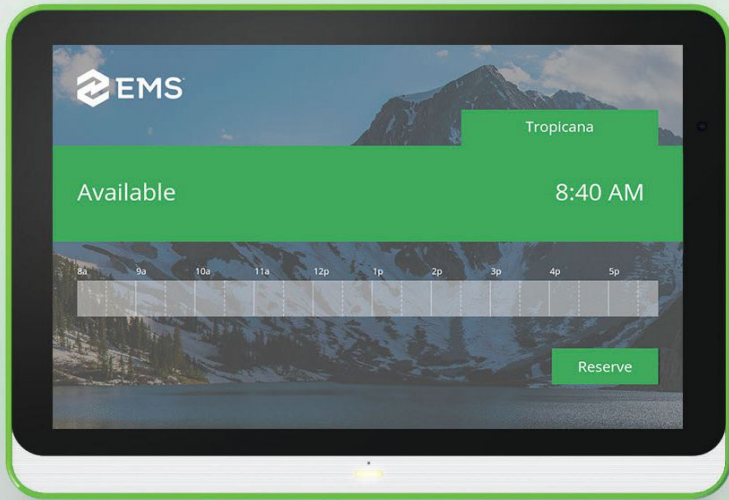 EMS
Tropicana
Available 8:40 AM
8a 9a 10a 11a 12p 1p 2p 3p 4p 5p
Reserve